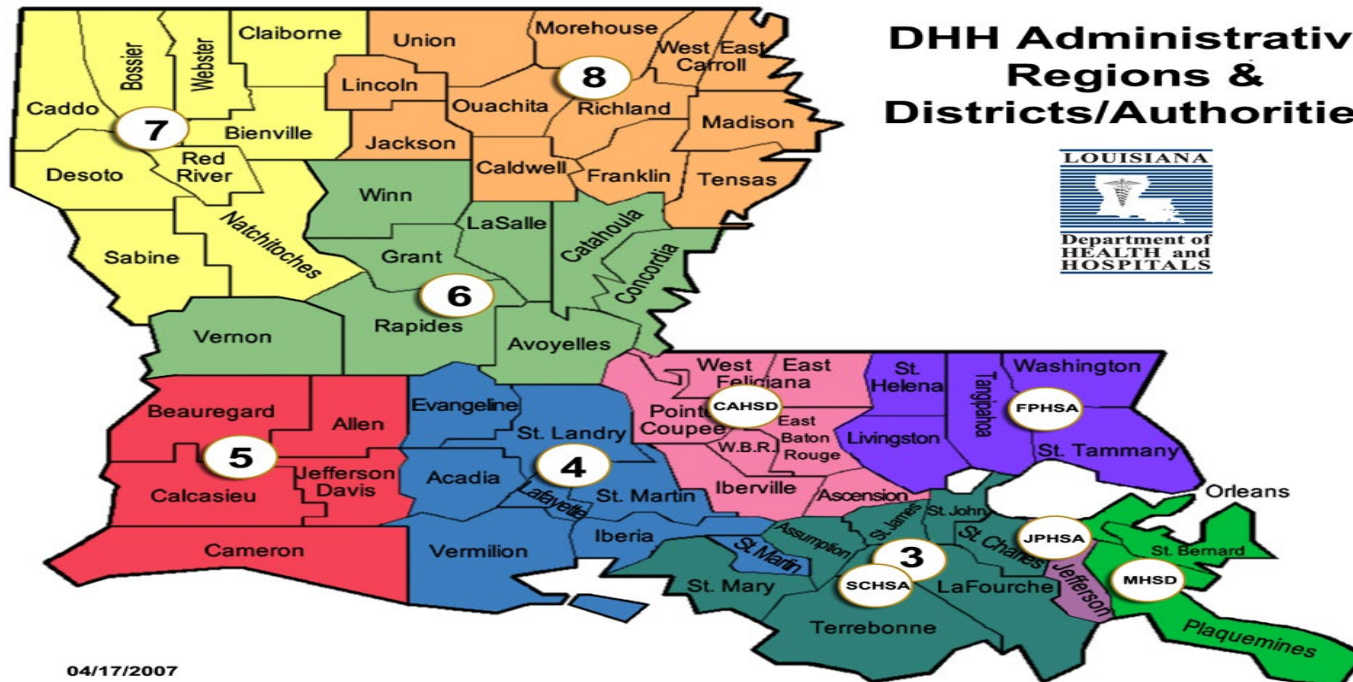 DHH Administrativ
Regions &
Districts/Authoritie
LOUISIANA
Department of
HEALTH and
HOSPITALS
Caddo
Bossier
Webster
Claiborne
Bienville
7
Desoto
Red
River
Sabine
Natchitoches
Union
Morehouse
West East
Carroll
Lincoln
8
Ouachita
Richland
Madison
Jackson
Caldwell
Franklin
Tensas
Winn
LaSalle
Catahoula
Concordia
Grant
6
Rapides
Vernon
Avoyelles
Beauregard
Allen
5
Calcasieu
Jefferson
Davis
Cameron
Evangeline
St. Landry
4
Acadia
Lafayette
St. Martin
Vermilion
Iberia
St. Martin
West East
Feliciana
CAHSD
Pointe
Coupee
W.B.R.
East
Baton
Rouge
Iberville
Ascension
St.
Helena
Tangipahoa
Washington
FPHSA
Livingston
St. Tammany
Assumption
St. James
St. John
St. Charles
3
SCHSA
St. Mary
LaFourche
Terrebonne
JPHSA
Jefferson
Orleans
St. Bernard
MHSD
Plaquemines
04/17/2007